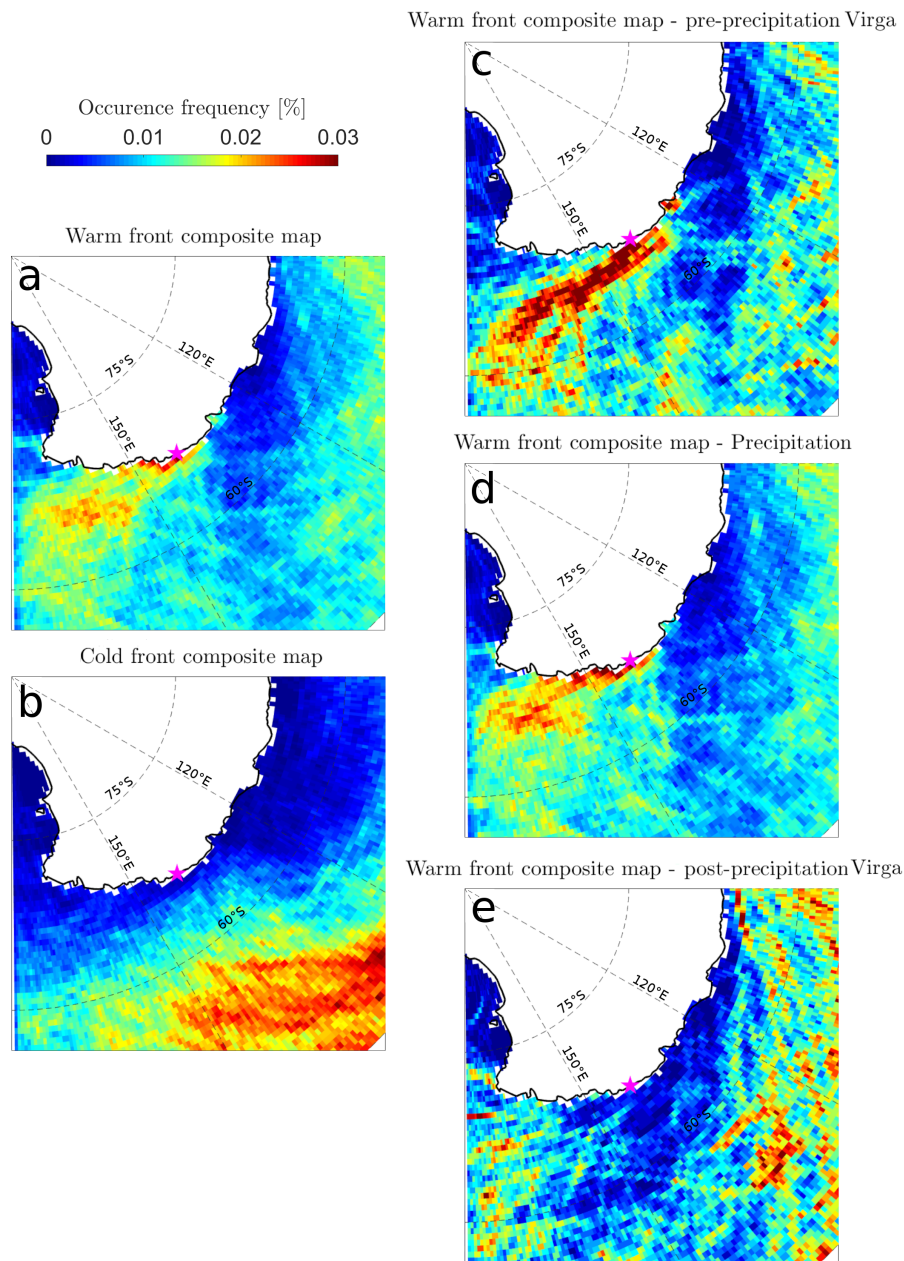 Occurence frequency [%]
0 0.01 0.02 0.03
Warm front composite map
a
120°E
75°S
150°E
60°S
Cold front composite map
b
120°E
75°S
150°E
60°S
Warm front composite map - pre-precipitation Virga
c
120°E
75°S
150°E
60°S
Warm front composite map - Precipitation
d
120°E
75°S
150°E
60°S
Warm front composite map - post-precipitation Virga
e
120°E
75°S
150°E
60°S